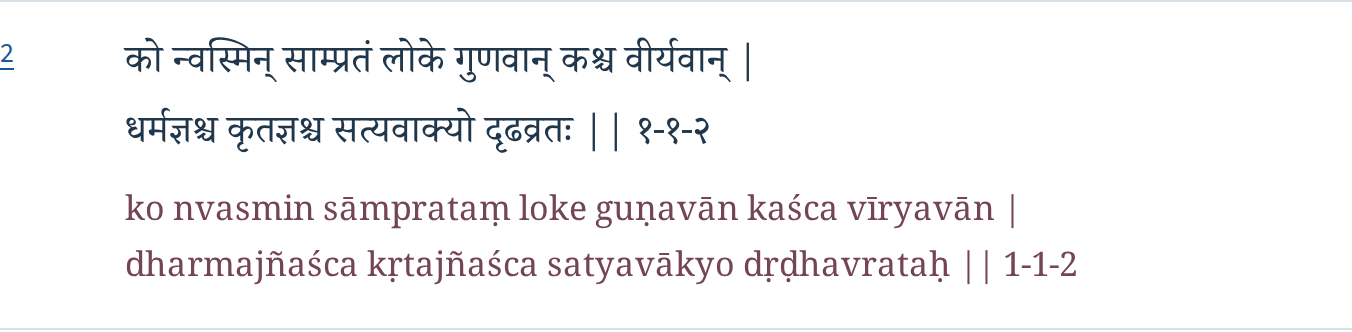 2
को न्वस्मिन् साम्प्रतं लोके गुणवान् कश्च वीर्यवान् |
धर्मज्ञश्च कृतज्ञश्च सत्यवाक्यो दृढव्रतः || १-१-२
ko nvasmin sāmprataṃ loke guṇavān kaśca vīryavān |
dharmajñaśca kṛtajñaśca satyavākyo dṛḍhavrataḥ || 1-1-2